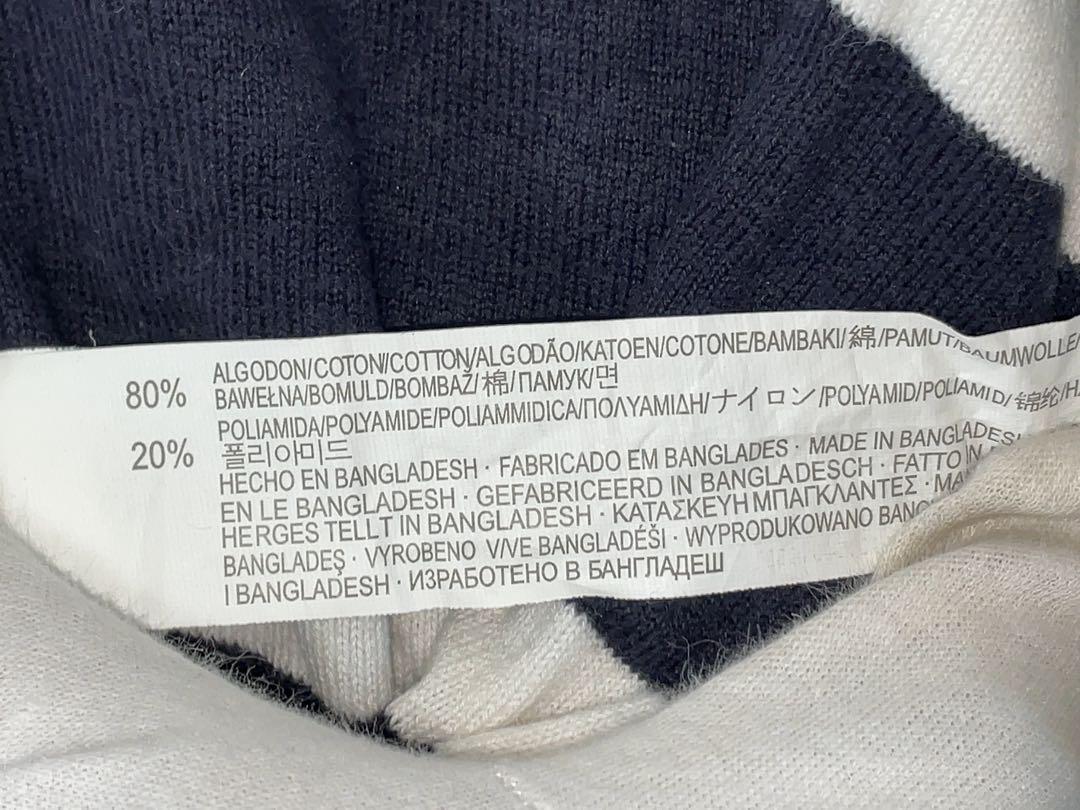 80% ALGODON/COTON/COTTON/ALGODÃO/KATOEN/COTONE/BAMBAKI/綿/PAMUT/BAUMWOLLE/
BAWEŁNA/BOMULD/BOMBAŽ/棉/ПАМУК/면
POLIAMIDA/POLYAMIDE/POLIAMMIDICA/ΠΟΛΥΑΜΙΔΗ/ナイロン/POLYAMID/POLIAMID/锦纶/
20% 폴리아미드
HECHO EN BANGLADESH · FABRICADO EM BANGLADES · MADE IN BANGLADESH
EN LE BANGLADESH · GEFABRICEERD IN BANGLADESCH · FATTO IN
HERGESTELLT IN BANGLADESH · ΚΑΤΑΣΚΕΥΗ ΜΠΑΓΚΛΑΝΤΕΣ ·
BANGLADEŞ · VYROBENO V/VE BANGLADÉŠI · WYPRODUKOWANO
I BANGLADESH · ИЗРАБОТЕНО В БАНГЛАДЕШ